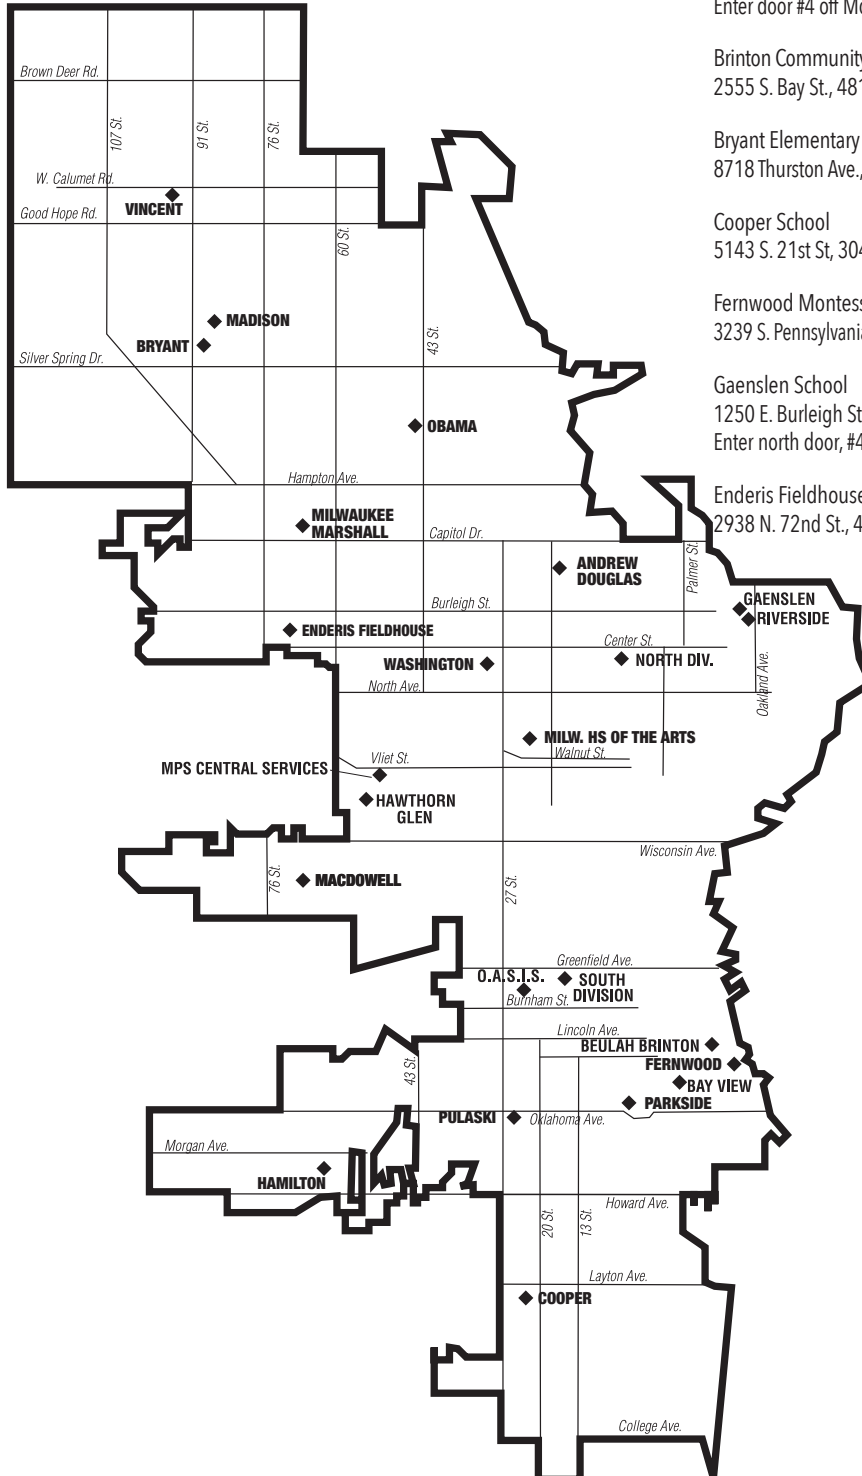 Enter door #4 off Mo
Brinton Community
2555 S. Bay St., 481
Bryant Elementary
8718 Thurston Ave.,
Cooper School
5143 S. 21st St, 304
Fernwood Montess
3239 S. Pennsylvani
Gaenslen School
1250 E. Burleigh St
Enter north door, #4
Enderis Fieldhouse
2938 N. 72nd St., 4
Brown Deer Rd.
107 St.
91 St.
76 St.
W. Calumet Rd.
VINCENT
Good Hope Rd.
60 St.
MADISON
BRYANT
43 St.
Silver Spring Dr.
OBAMA
Hampton Ave.
MILWAUKEE
MARSHALL
Capitol Dr.
ANDREW
DOUGLAS
Palmer St.
Burleigh St.
GAENSLEN
RIVERSIDE
ENDERIS FIELDHOUSE
Center St.
WASHINGTON
NORTH DIV.
North Ave.
Oakland Ave.
MILW. HS OF THE ARTS
Walnut St.
Vliet St.
MPS CENTRAL SERVICES
HAWTHORN
GLEN
Wisconsin Ave.
76 St.
MACDOWELL
27 St.
Greenfield Ave.
O.A.S.I.S.
SOUTH
DIVISION
Burnham St.
Lincoln Ave.
BEULAH BRINTON
43 St.
FERNWOOD
BAY VIEW
PARKSIDE
PULASKI
Oklahoma Ave.
Morgan Ave.
HAMILTON
Howard Ave.
20 St.
13 St.
Layton Ave.
COOPER
College Ave.